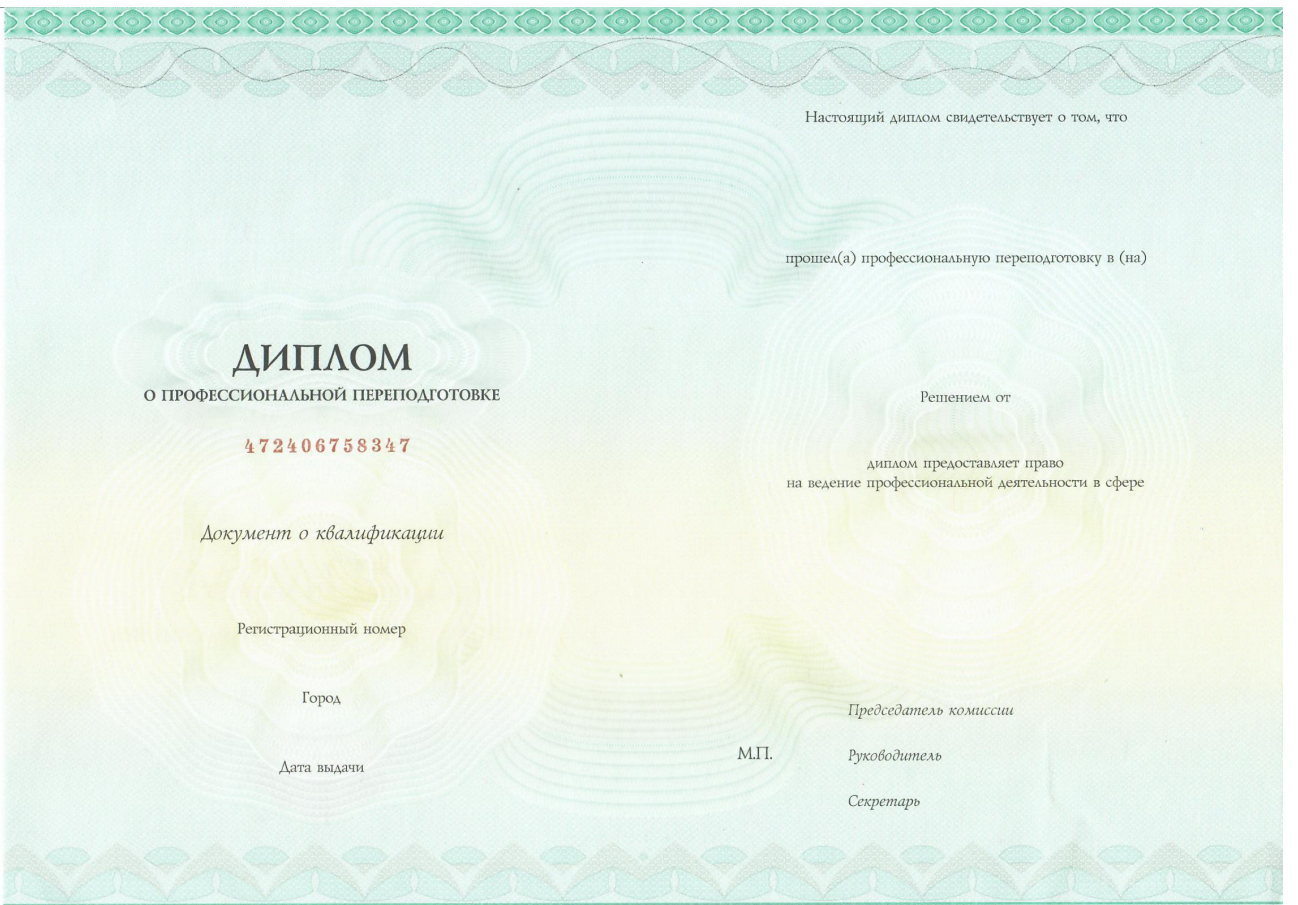 ДИПЛОМ
О ПРОФЕССИОНАЛЬНОЙ ПЕРЕПОДГОТОВКЕ
472406758347
Документ о квалификации
Регистрационный номер
Город
Дата выдачи
Настоящий диплом свидетельствует о том, что
прошел(а) профессиональную переподготовку в (на)
Решением от
диплом предоставляет право
на ведение профессиональной деятельности в сфере
Председатель комиссии
М.П.
Руководитель
Секретарь